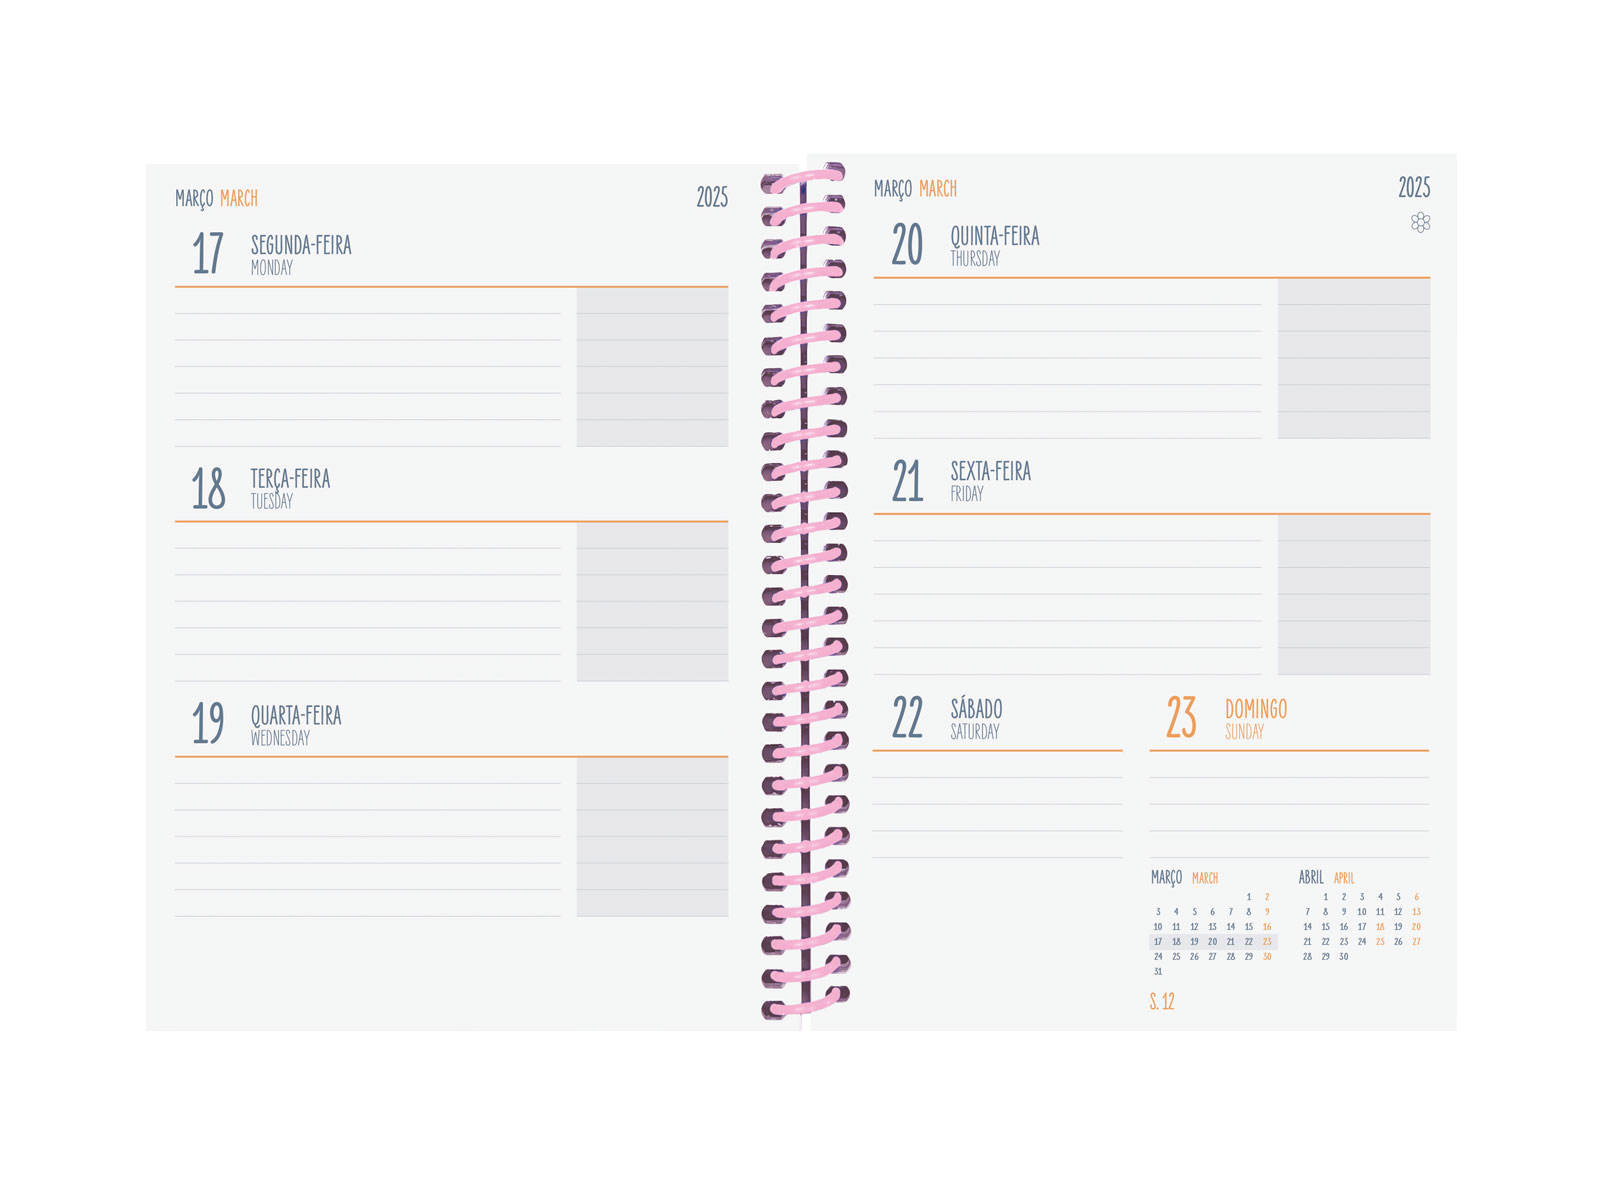 MARÇO MARCH 2025
17 SEGUNDA-FEIRA
MONDAY
18 TERÇA-FEIRA
TUESDAY
19 QUARTA-FEIRA
WEDNESDAY
MARÇO MARCH 2025
20 QUINTA-FEIRA
THURSDAY
21 SEXTA-FEIRA
FRIDAY
22 SÁBADO
SATURDAY
23 DOMINGO
SUNDAY
MARÇO MARCH
1 2
3 4 5 6 7 8 9
10 11 12 13 14 15 16
17 18 19 20 21 22 23
24 25 26 27 28 29 30
31
ABRIL APRIL
1 2 3 4 5 6
7 8 9 10 11 12 13
14 15 16 17 18 19 20
21 22 23 24 25 26 27
28 29 30
S. 12